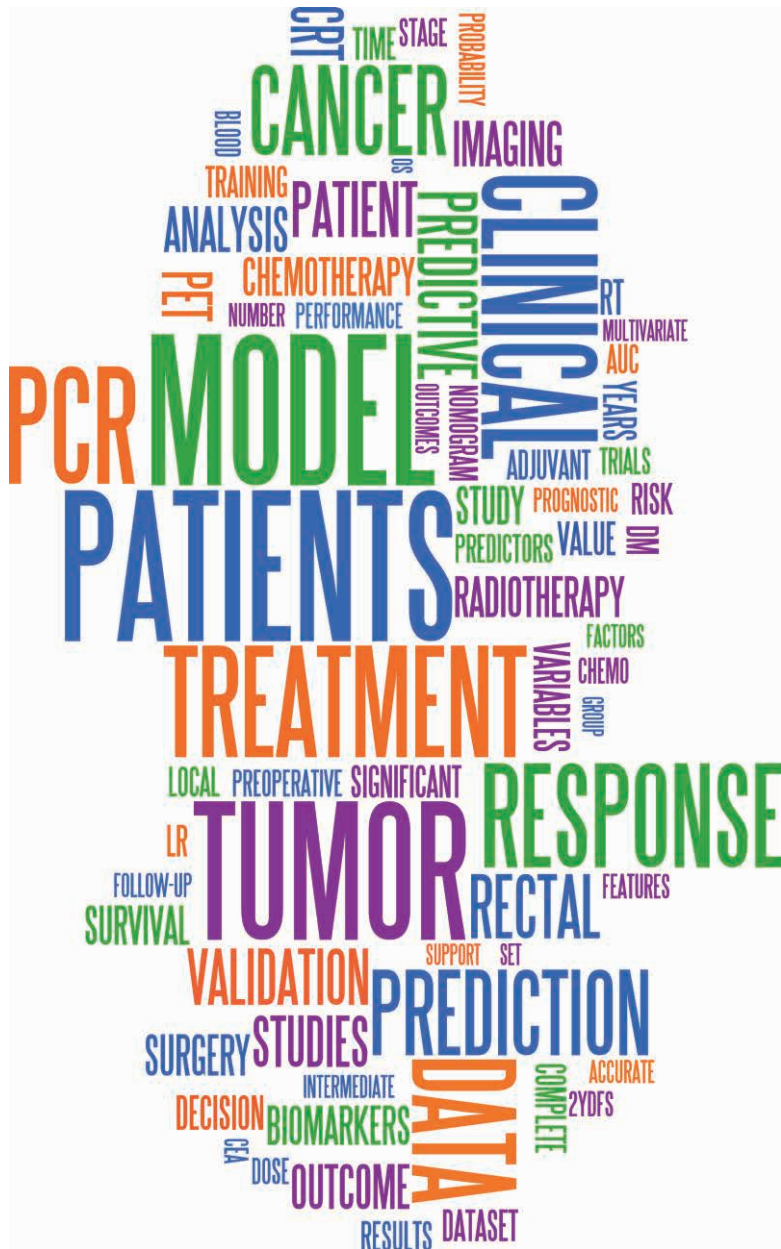 CRT
TIME
STAGE
PROBABILITY
CANCER
BLOOD
OS
IMAGING
TRAINING
PATIENT
PREDICTIVE
CLINICAL
ANALYSIS
PET
CHEMOTHERAPY
NUMBER
PERFORMANCE
RT
MULTIVARIATE
AUC
PCR
MODEL
OUTCOMES
NOMOGRAM
YEARS
ADJUVANT
TRIALS
PATIENTS
STUDY
PROGNOSTIC
RISK
PREDICTORS
VALUE
DM
RADIOTHERAPY
FACTORS
TREATMENT
VARIABLES
CHEMO
GROUP
LOCAL
PREOPERATIVE
SIGNIFICANT
RESPONSE
LR
TUMOR
FOLLOW-UP
RECTAL
FEATURES
SURVIVAL
VALIDATION
SUPPORT
SET
PREDICTION
SURGERY
STUDIES
INTERMEDIATE
DATA
COMPLETE
ACCURATE
2YDFS
DECISION
BIOMARKERS
CEA
DOSE
OUTCOME
RESULTS
DATASET